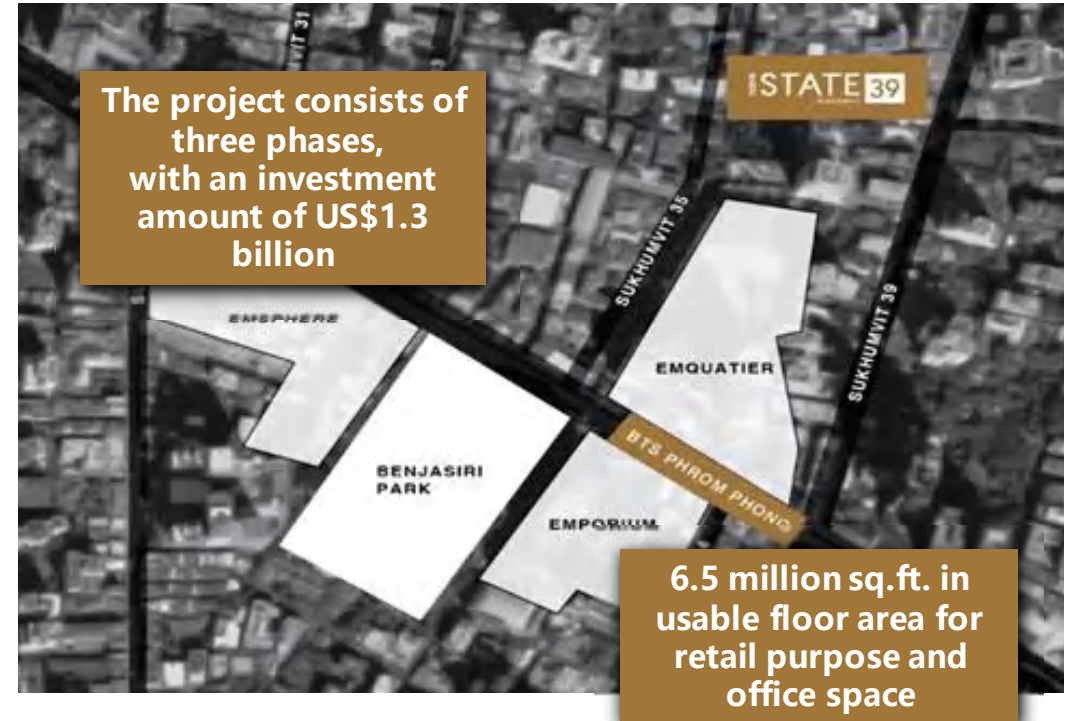 VIT 31
The project consists of
three phases,
with an investment
amount of US$1.3
billion
STATE 39
SUKHUMVIT 35
SUKHUMVIT 39
EMSPHERE
EMQUATIER
BENJASIRI
PARK
BTS PHROM PHONG
EMPORIUM
6.5 million sq.ft. in
usable floor area for
retail purpose and
office space